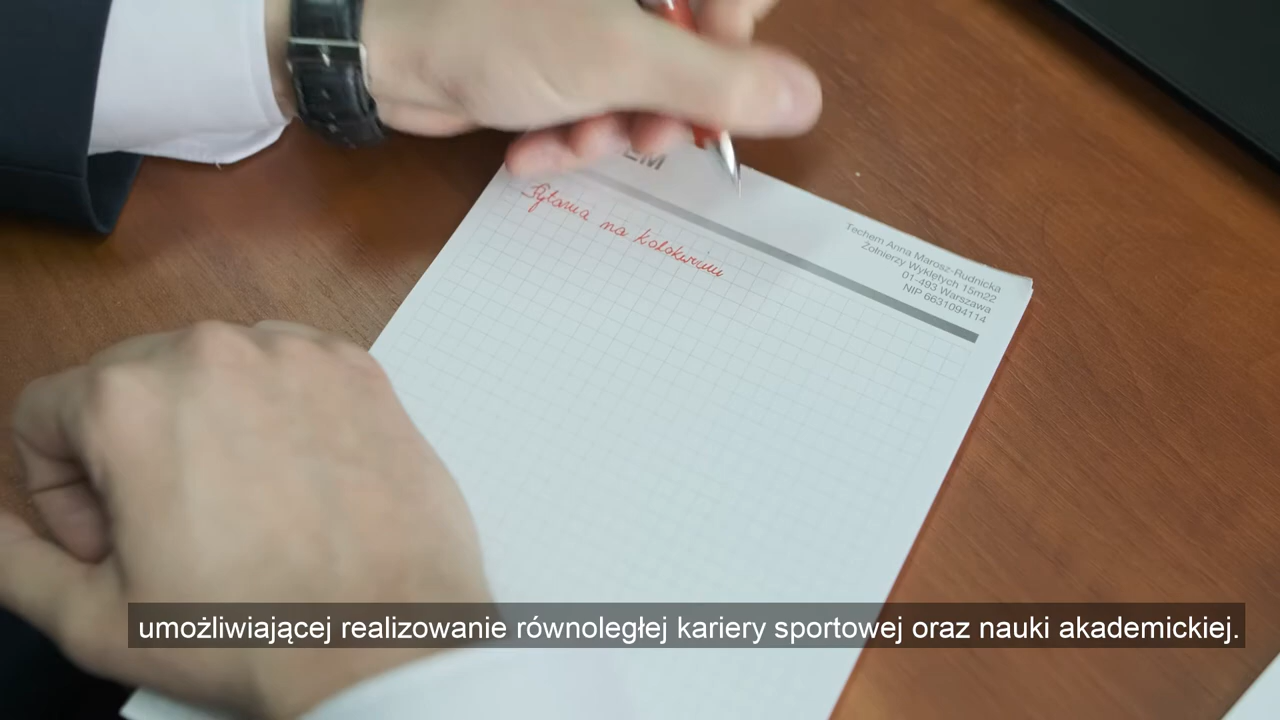 EM
Techem Anna Marosz-Rudnicka
Żołnierzy Wyklętych 15m22
01-493 Warszawa
NIP 6631094114
Pytania na kolokwium
umożliwiającej realizowanie równoległej kariery sportowej oraz nauki akademickiej.